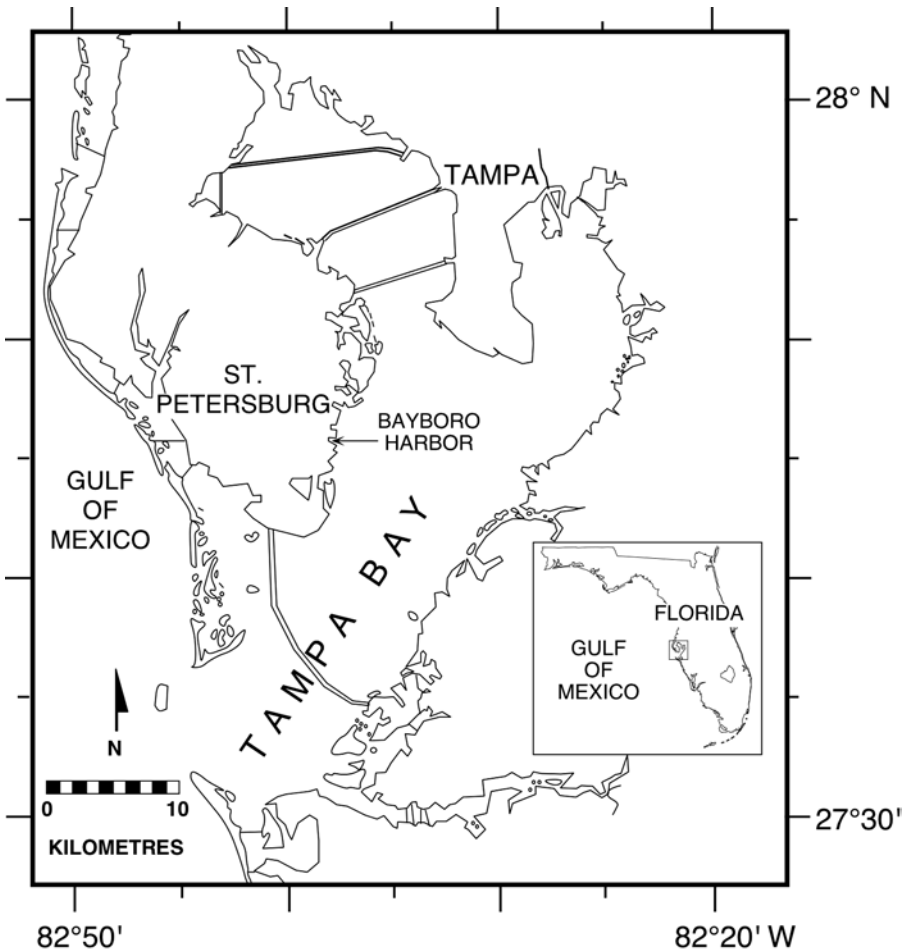 28° N
TAMPA
ST.
PETERSBURG
BAYBORO
HARBOR
GULF
OF
MEXICO
TAMPA BAY
FLORIDA
GULF
OF
MEXICO
N
0 10
KILOMETRES
27°30'
82°50' 82°20' W